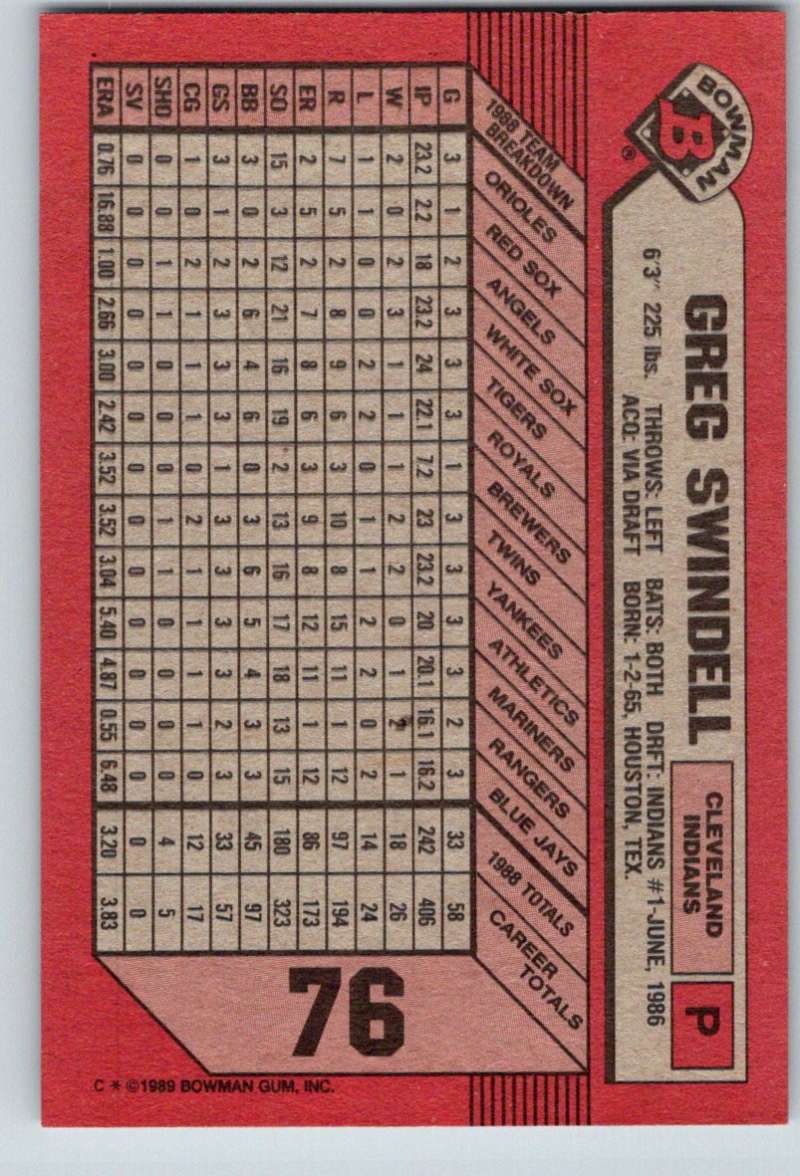 BOWMAN
B
®
GREG SWINDELL
CLEVELAND
INDIANS
P
6'3" 225 lbs. THROWS: LEFT BATS: BOTH DRFT: INDIANS #1-JUNE, 1986
ACQ: VIA DRAFT BORN: 1-2-65, HOUSTON, TEX.
1988 TEAM BREAKDOWN ORIOLES RED SOX ANGELS WHITE SOX TIGERS ROYALS BREWERS TWINS YANKEES ATHLETICS MARINERS RANGERS BLUE JAYS 1988 TOTALS CAREER TOTALS
G 3 1 2 3 3 3 1 3 3 3 3 2 3 33 58
IP 23.2 2.2 18 23.2 24 22.1 7.2 23 23.2 20 20.1 16.1 16.2 242 406
W 2 0 2 3 1 1 1 2 2 0 1 2 1 18 26
L 1 1 0 0 2 2 0 1 1 2 2 0 2 14 24
R 7 5 2 8 9 6 3 10 8 15 11 1 12 97 194
ER 2 5 2 7 8 6 3 9 8 12 11 1 12 86 173
SO 15 3 12 21 16 19 2 13 16 17 18 13 15 180 323
BB 3 0 2 6 4 6 0 3 6 5 4 3 3 45 97
GS 3 1 2 3 3 3 1 3 3 3 3 2 3 33 57
CG 1 0 2 1 1 1 0 2 1 1 1 1 0 12 17
SHO 0 0 1 1 0 0 0 1 1 0 0 0 0 4 5
SV 0 0 0 0 0 0 0 0 0 0 0 0 0 0 0
ERA 0.76 16.88 1.00 2.66 3.00 2.42 3.52 3.52 3.04 5.40 4.87 0.55 6.48 3.20 3.83
76
C * ©1989 BOWMAN GUM, INC.